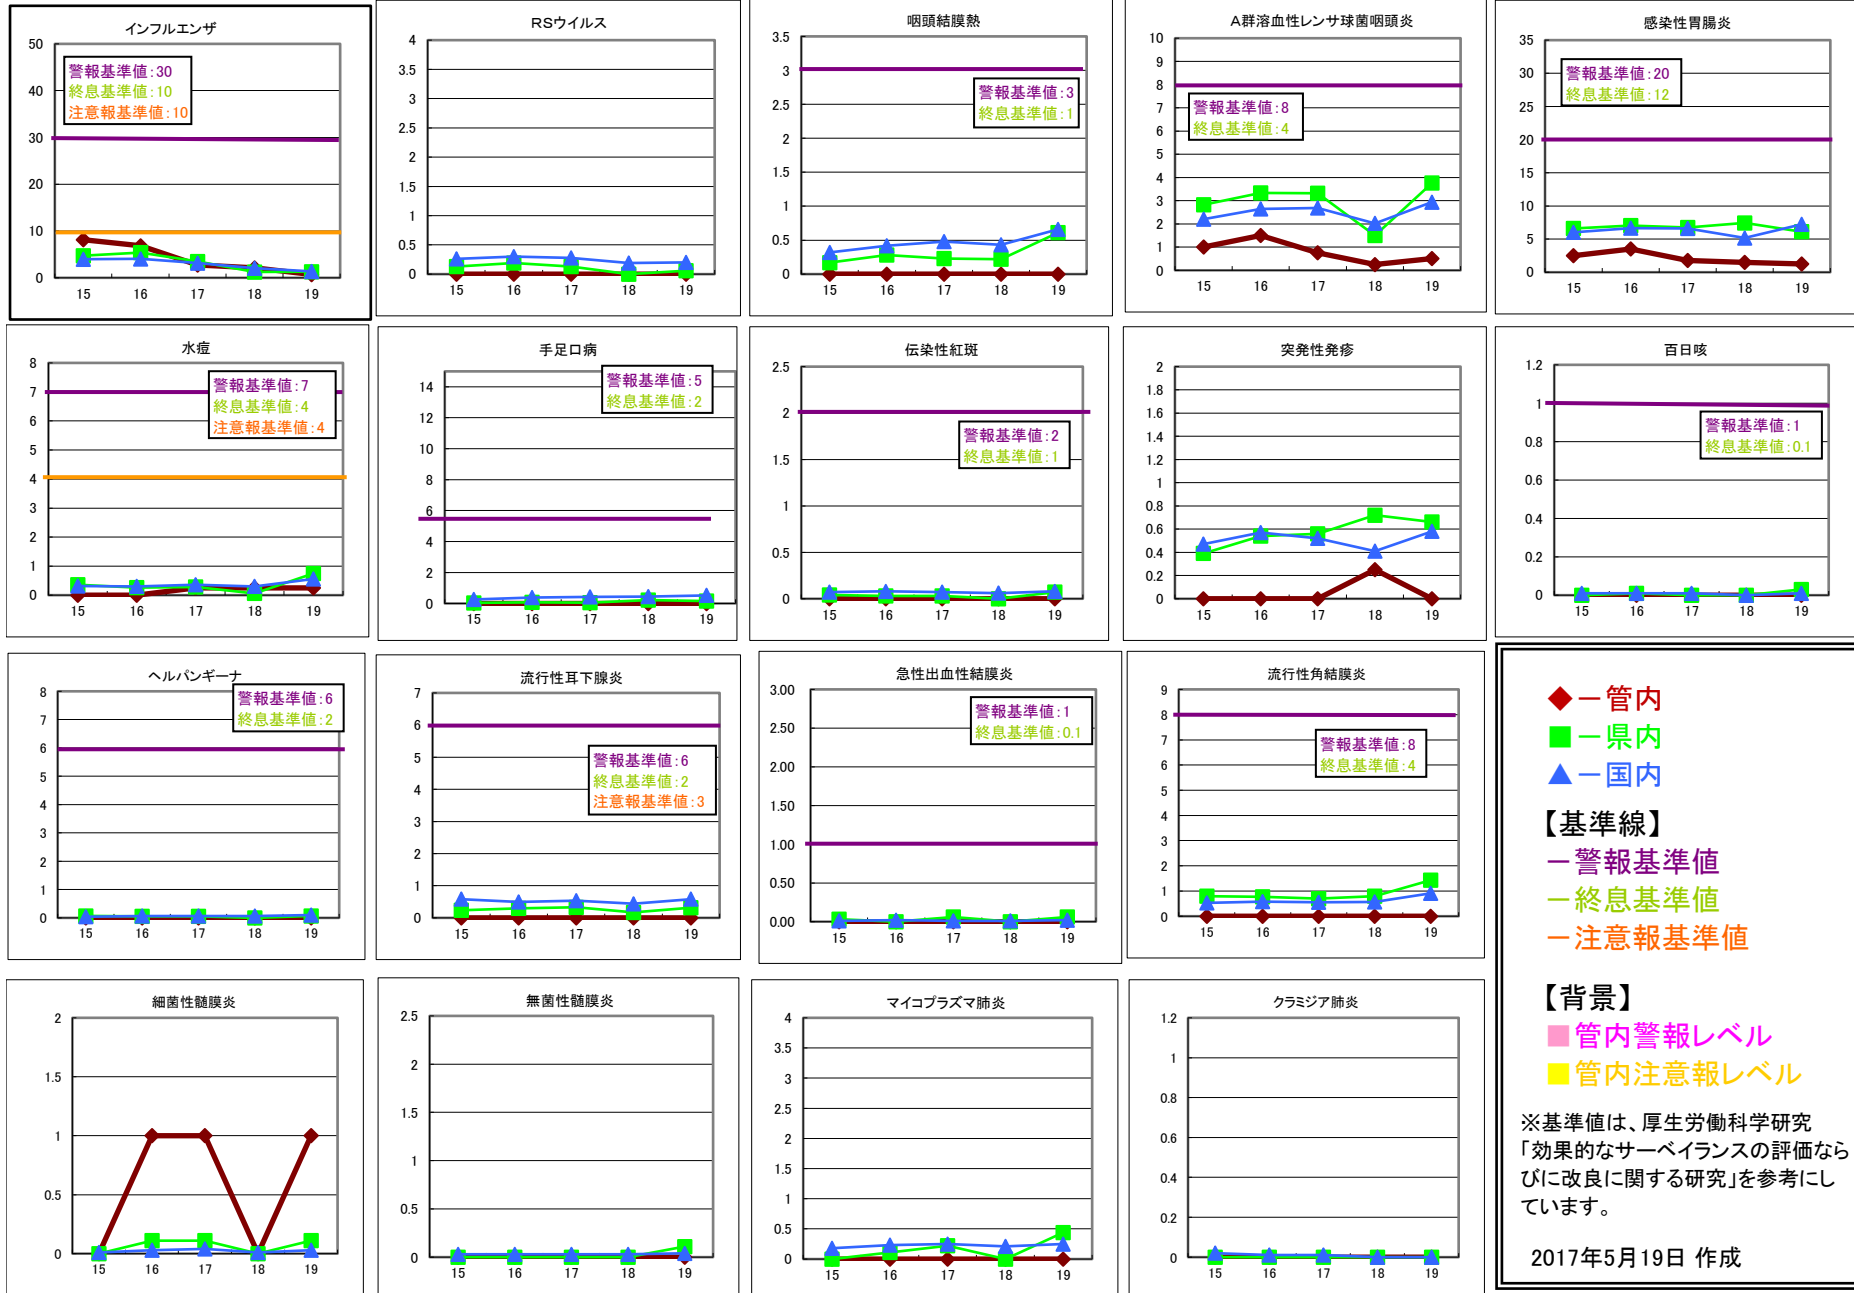 インフルエンザ
50
40
30
20
10
0
警報基準値:30
終息基準値:10
注意報基準値:10
15 16 17 18 19
RSウイルス
4
3.5
3
2.5
2
1.5
1
0.5
0
15 16 17 18 19
咽頭結膜熱
3.5
3
2.5
2
1.5
1
0.5
0
警報基準値:3
終息基準値:1
15 16 17 18 19
A群溶血性レンサ球菌咽頭炎
10
9
8
7
6
5
4
3
2
1
0
警報基準値:8
終息基準値:4
15 16 17 18 19
感染性胃腸炎
35
30
25
20
15
10
5
0
警報基準値:20
終息基準値:12
15 16 17 18 19
水痘
8
7
6
5
4
3
2
1
0
警報基準値:7
終息基準値:4
注意報基準値:4
15 16 17 18 19
手足口病
14
12
10
8
6
4
2
0
警報基準値:5
終息基準値:2
15 16 17 18 19
伝染性紅斑
2.5
2
1.5
1
0.5
0
警報基準値:2
終息基準値:1
15 16 17 18 19
突発性発疹
2
1.8
1.6
1.4
1.2
1
0.8
0.6
0.4
0.2
0
15 16 17 18 19
百日咳
1.2
1
0.8
0.6
0.4
0.2
0
警報基準値:1
終息基準値:0.1
15 16 17 18 19
ヘルパンギーナ
8
7
6
5
4
3
2
1
0
警報基準値:6
終息基準値:2
15 16 17 18 19
流行性耳下腺炎
7
6
5
4
3
2
1
0
警報基準値:6
終息基準値:2
注意報基準値:3
15 16 17 18 19
急性出血性結膜炎
3.00
2.50
2.00
1.50
1.00
0.50
0.00
警報基準値:1
終息基準値:0.1
15 16 17 18 19
流行性角結膜炎
9
8
7
6
5
4
3
2
1
0
警報基準値:8
終息基準値:4
15 16 17 18 19
細菌性髄膜炎
2
1.5
1
0.5
0
15 16 17 18 19
無菌性髄膜炎
2.5
2
1.5
1
0.5
0
15 16 17 18 19
マイコプラズマ肺炎
4
3.5
3
2.5
2
1.5
1
0.5
0
15 16 17 18 19
クラミジア肺炎
1.2
1
0.8
0.6
0.4
0.2
0
15 16 17 18 19
◆―管内
■―県内
▲―国内
【基準線】
―警報基準値
―終息基準値
―注意報基準値
【背景】
■管内警報レベル
■管内注意報レベル
※基準値は、厚生労働科学研究
「効果的なサーベイランスの評価なら
びに改良に関する研究」を参考にし
ています。
2017年5月19日 作成